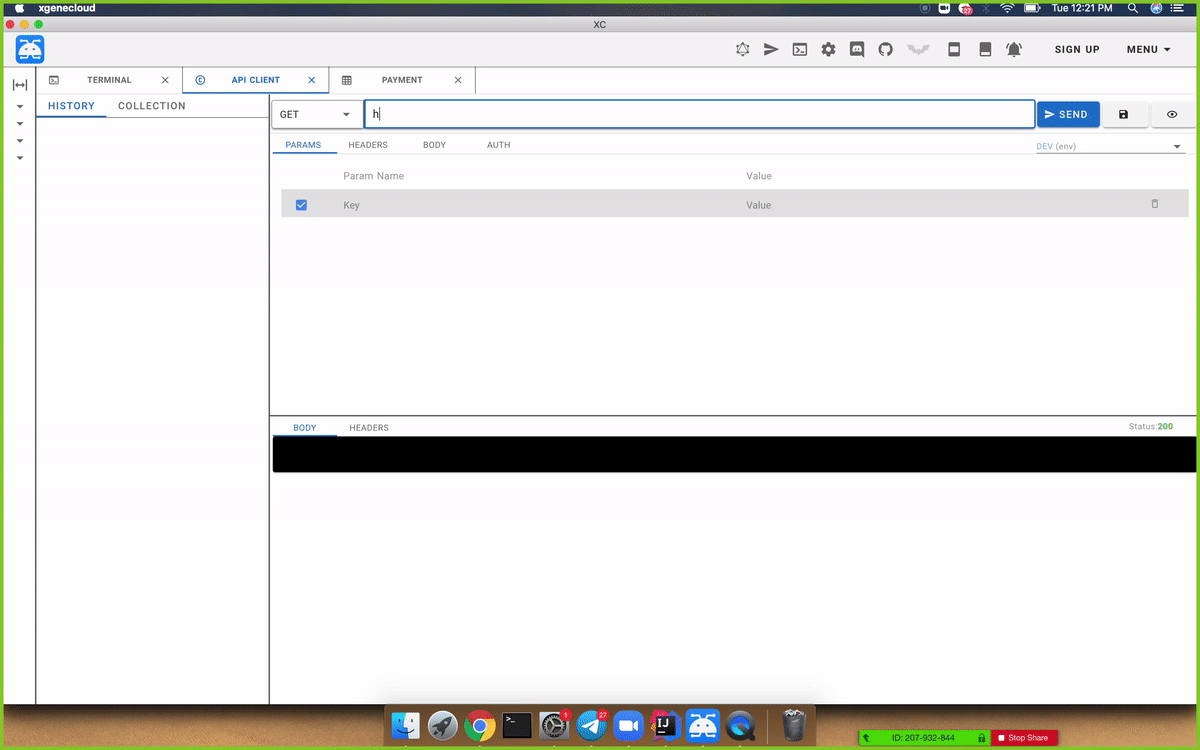 xgenecloud
Tue 12:21 PM
XC
SIGN UP
MENU
TERMINAL
API CLIENT
PAYMENT
HISTORY
COLLECTION
GET
h
SEND
PARAMS
HEADERS
BODY
AUTH
DEV (env)
Param Name
Value
Key
Value
BODY
HEADERS
Status:200
1
27
IJ
ID: 207-932-844
Stop Share